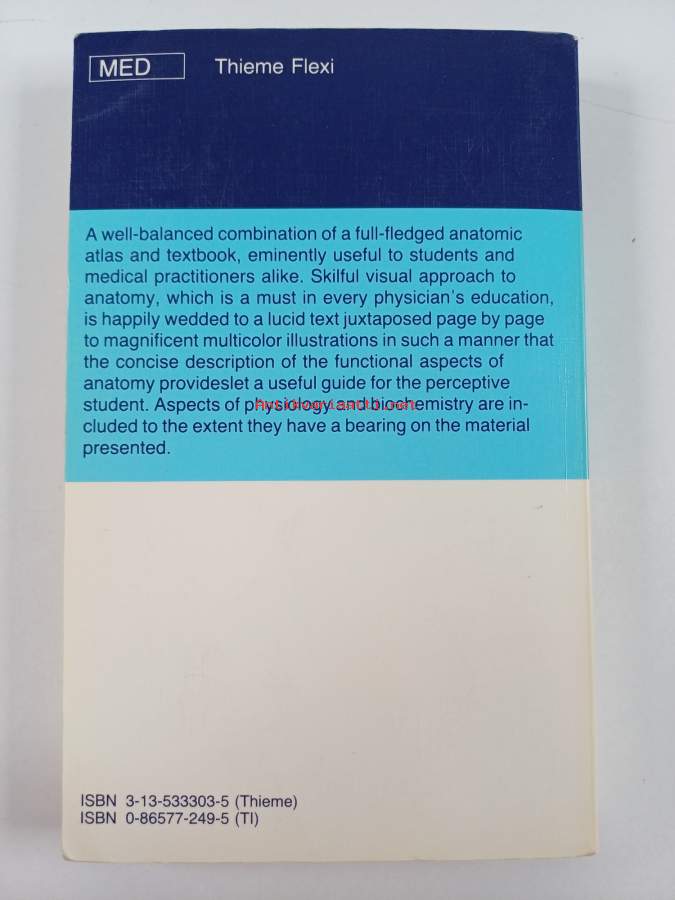 MED Thieme Flexi
A well-balanced combination of a full-fledged anatomic
atlas and textbook, eminently useful to students and
medical practitioners alike. Skilful visual approach to
anatomy, which is a must in every physician's education,
is happily wedded to a lucid text juxtaposed page by page
to magnificent multicolor illustrations in such a manner that
the concise description of the functional aspects of
anatomy provideslet a useful guide for the perceptive
student. Aspects of physiology and biochemistry are in-
Antikvariaatti.net
cluded to the extent they have a bearing on the material
presented.
ISBN 3-13-533303-5 (Thieme)
ISBN 0-86577-249-5 (TI)